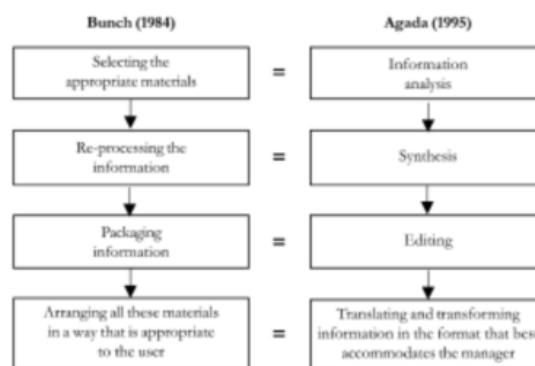 Bunch (1984)
Agada (1995)
Selecting the
appropriate materials
=
Information
analysis
Re-processing the
information
=
Synthesis
Packaging
information
=
Editing
Arranging all these materials
in a way that is appropriate
to the user
=
Translating and transforming
information in the format that bes
accommodates the manager